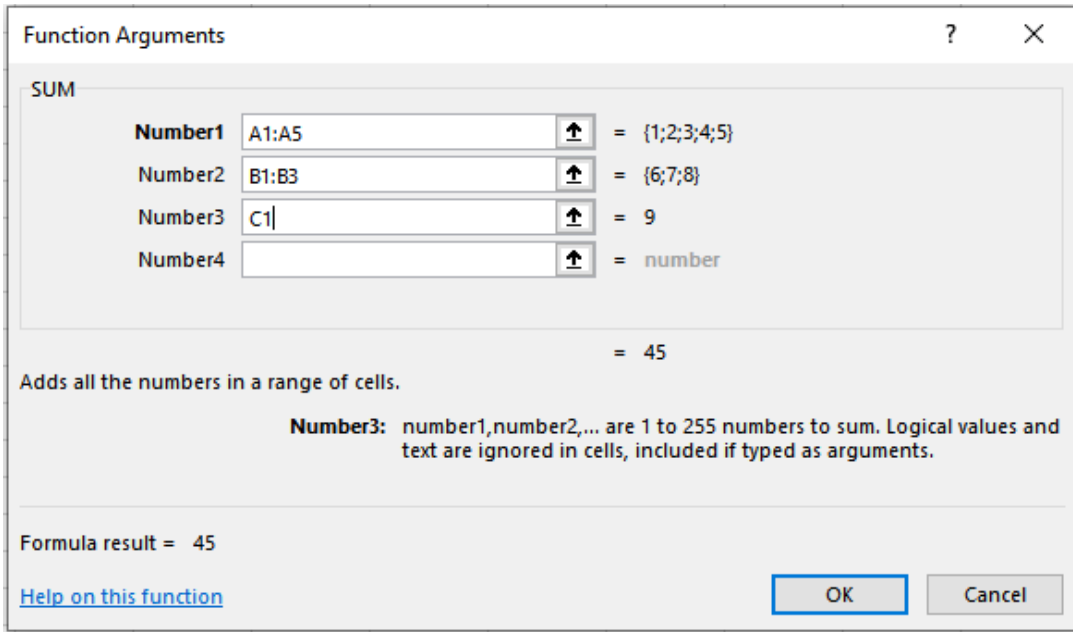 Function Arguments ? ×
SUM
Number1 A1:A5 = {1;2;3;4;5}
Number2 B1:B3 = {6;7;8}
Number3 C1 = 9
Number4 = number
= 45
Adds all the numbers in a range of cells.
Number3: number1,number2,... are 1 to 255 numbers to sum. Logical values and
text are ignored in cells, included if typed as arguments.
Formula result = 45
Help on this function OK Cancel